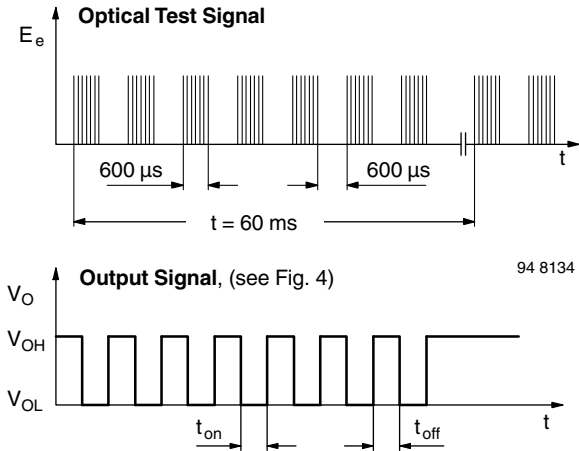 Optical Test Signal
E e
t
600 µs
600 µs
t = 60 ms
Output Signal, (see Fig. 4)
94 8134
V O
V OH
V OL
t
t on
t off